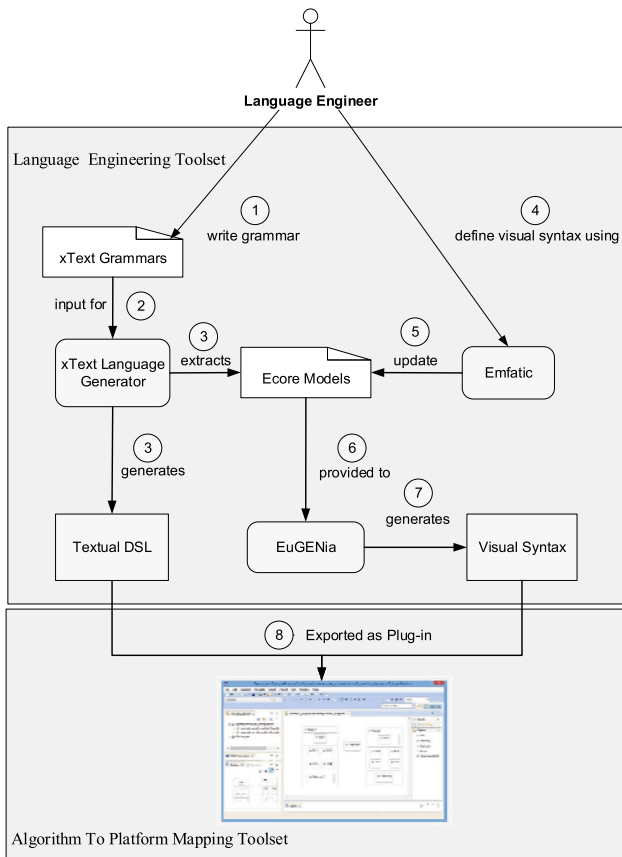 Language Engineer
Language Engineering Toolset
1
write grammar
4
define visual syntax using
xText Grammars
input for
2
xText Language
Generator
3
extracts
Ecore Models
5
update
Emfatic
3
generates
6
provided to
7
generates
Textual DSL
EuGENia
Visual Syntax
8
Exported as Plug-in
Algorithm To Platform Mapping Toolset